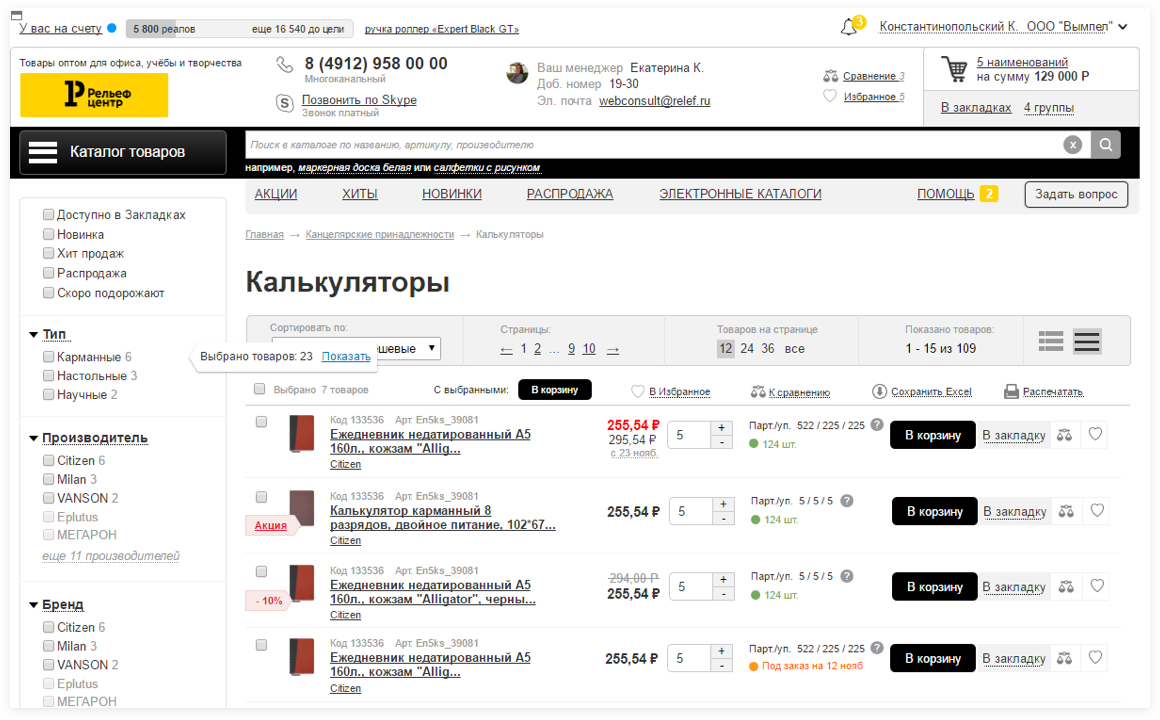 У вас на счету
5 800 реалов
еще 16 540 до цели
ручка роллер «Expert Black GT»
3
Константинопольский К. ООО "Вымпел"
Товары оптом для офиса, учёбы и творчества
Рельеф
центр
8 (4912) 958 00 00
Многоканальный
Позвонить по Skype
Звонок платный
Ваш менеджер Екатерина К.
Доб. номер 19-30
Эл. почта webconsult@relef.ru
Сравнение 3
Избранное 5
5 наименований
на сумму 129 000 Р
В закладках 4 группы
Каталог товаров
Поиск в каталоге по названию, артикулу, производителю
x
например, маркерная доска белая или салфетки с рисунком
АКЦИИ ХИТЫ НОВИНКИ РАСПРОДАЖА ЭЛЕКТРОННЫЕ КАТАЛОГИ ПОМОЩЬ 2 Задать вопрос
Доступно в Закладках
Новинка
Хит продаж
Распродажа
Скоро подорожают
Тип
Карманные 6
Настольные 3
Научные 2
Производитель
Citizen 6
Milan 3
VANSON 2
Eplutus
МЕГАРОН
еще 11 производителей
Бренд
Citizen 6
Milan 3
VANSON 2
Eplutus
МЕГАРОН
Выбрано товаров: 23 Показать
Главная → Канцелярские принадлежности → Калькуляторы
Калькуляторы
Сортировать по:
шевые
Страницы:
← 1 2 ... 9 10 →
Товаров на странице
12 24 36 все
Показано товаров:
1 - 15 из 109
Выбрано 7 товаров
С выбранными:
В корзину
В Избранное
К сравнению
Сохранить Excel
Распечатать
Код 133536 Арт. En5ks_39081
Ежедневник недатированный А5
160л., кожзам "Allig...
Citizen
255,54 ₽
295,54 ₽
с 23 нояб.
5
+
-
Парт./уп. 522 / 225 / 225 ?
124 шт.
В корзину
В закладку
Акция
Код 133536 Арт. En5ks_39081
Калькулятор карманный 8
разрядов, двойное питание, 102*67...
Citizen
255,54 ₽
5
+
-
Парт./уп. 5 / 5 / 5 ?
124 шт.
В корзину
В закладку
- 10%
Код 133536 Арт. En5ks_39081
Ежедневник недатированный А5
160л., кожзам "Alligator", черны...
Citizen
294,00 Р
255,54 ₽
5
+
-
Парт./уп. 5 / 5 / 5 ?
124 шт.
В корзину
В закладку
Код 133536 Арт. En5ks_39081
Ежедневник недатированный А5
160л., кожзам "Allig...
Citizen
255,54 ₽
5
+
-
Парт./уп. 522 / 225 / 225 ?
Под заказ на 12 нояб
В корзину
В закладку